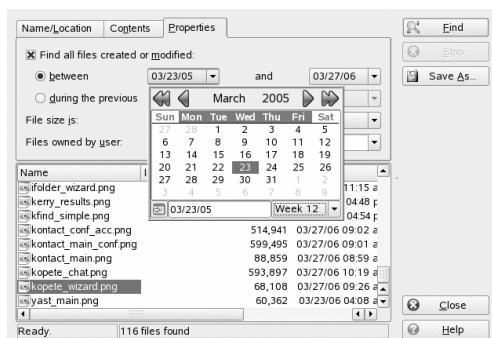 Name/Location Contents Properties
Find
Find all files created or modified:
Stop
between 03/23/05 and 03/27/06
Save As...
during the previous
March 2005
File size is:
Sun Mon Tue Wed Thu Fri Sat
27 28 1 2 3 4 5
Files owned by user:
6 7 8 9 10 11 12
13 14 15 16 17 18 19
20 21 22 23 24 25 26
27 28 29 30 31 1 2
3 4 5 6 7 8 9
03/23/05 Week 12
Name
ifolder_wizard.png 11:15 a
kerry_results.png 04:48 p
kfind_simple.png 04:54 p
kontact_conf_acc.png 514,941 03/27/06 09:02 a
kontact_main_conf.png 599,495 03/27/06 09:01 a
kontact_main.png 88,859 03/27/06 08:59 a
kopete_chat.png 593,897 03/27/06 10:19 a
kopete_wizard.png 68,108 03/27/06 09:26 a
yast_main.png 60,362 03/23/06 04:08 a
Close
Ready. 116 files found
Help